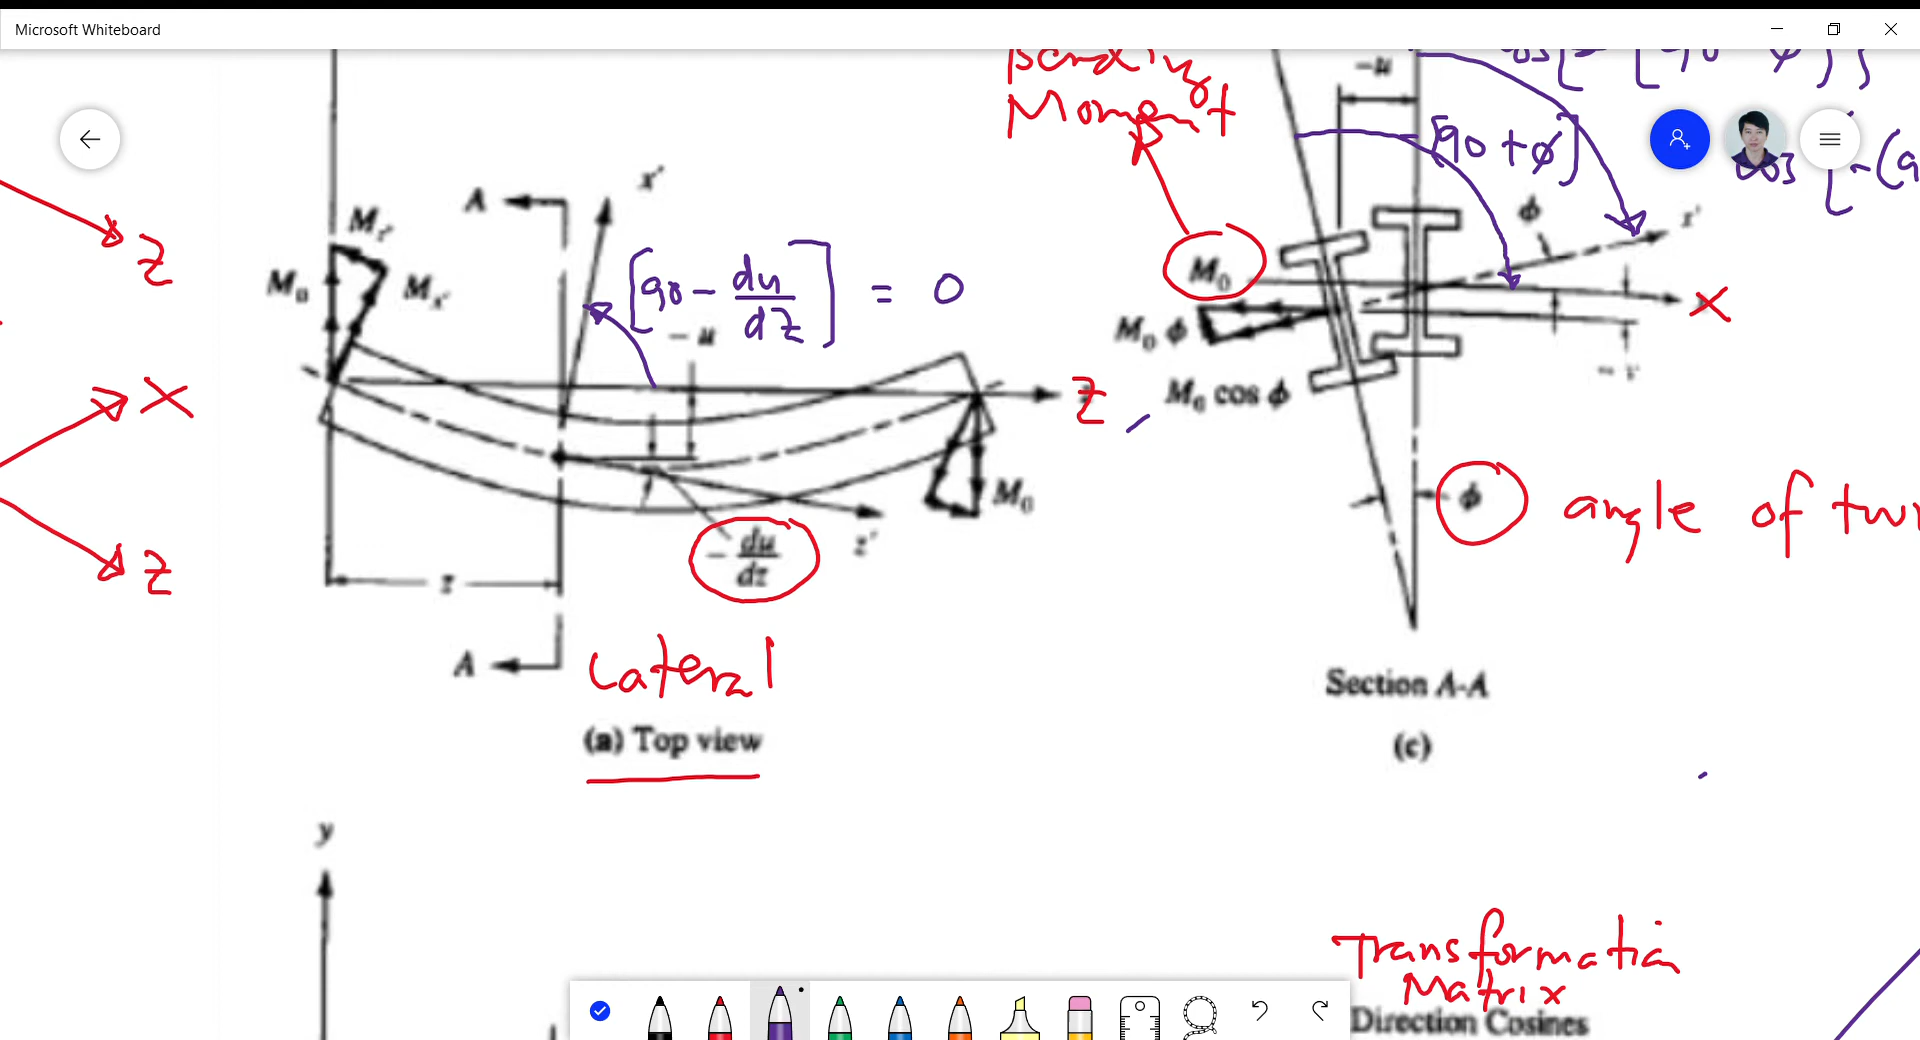 Microsoft Whiteboard
Bending
Moment
-u
[90 + φ]
x'
A
Z
M_z'
M_0
M_x'
[90 - du/dz] = 0
- u
φ
x'
M_0
X
M_0 φ
M_0 cos φ
- v
Z
X
Z
M_0
φ angle of
- du/dz
z'
z
Z
A
Lateral
Section A-A
(a) Top view
(c)
y
Transformation
Matrix
Direction Cosines